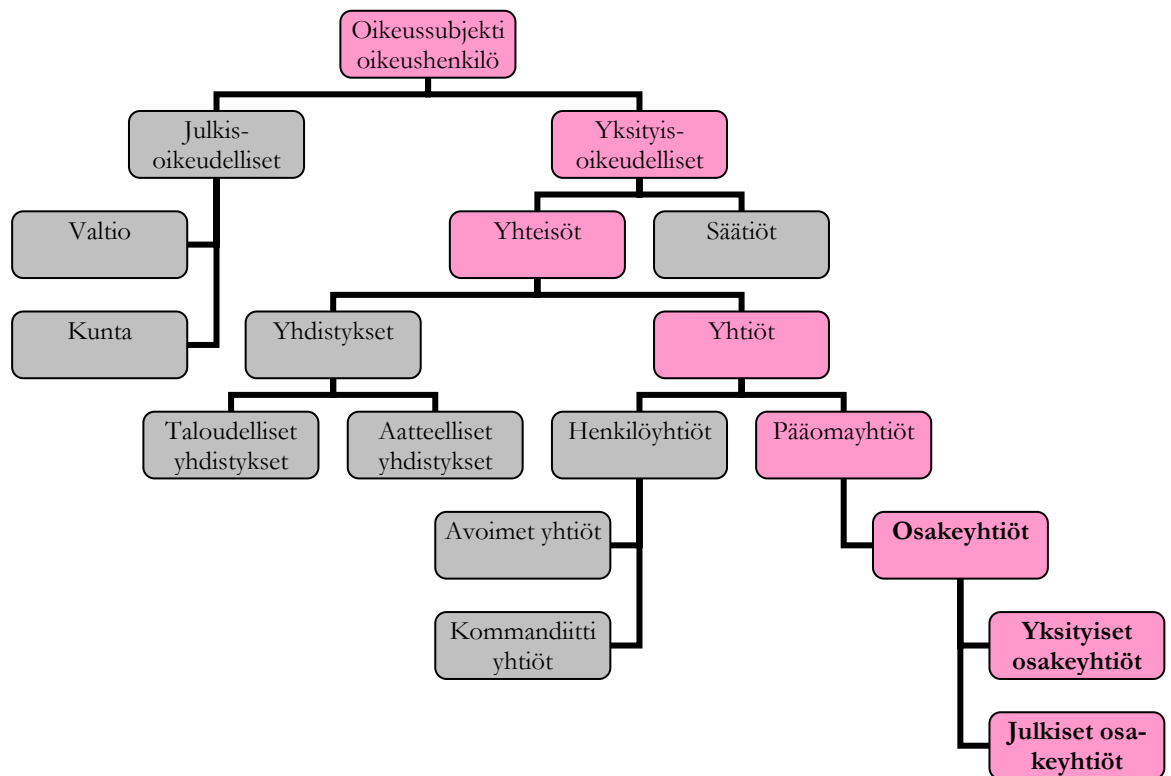 Oikeussubjekti
oikeushenkilö
Julkis-
oikeudelliset
Yksityis-
oikeudelliset
Valtio
Yhteisöt
Säätiöt
Kunta
Yhdistykset
Yhtiöt
Taloudelliset
yhdistykset
Aatteelliset
yhdistykset
Henkilöyhtiöt
Pääomayhtiöt
Avoimet yhtiöt
Osakeyhtiöt
Kommandiitti
yhtiöt
Yksityiset
osakeyhtiöt
Julkiset osa-
keyhtiöt